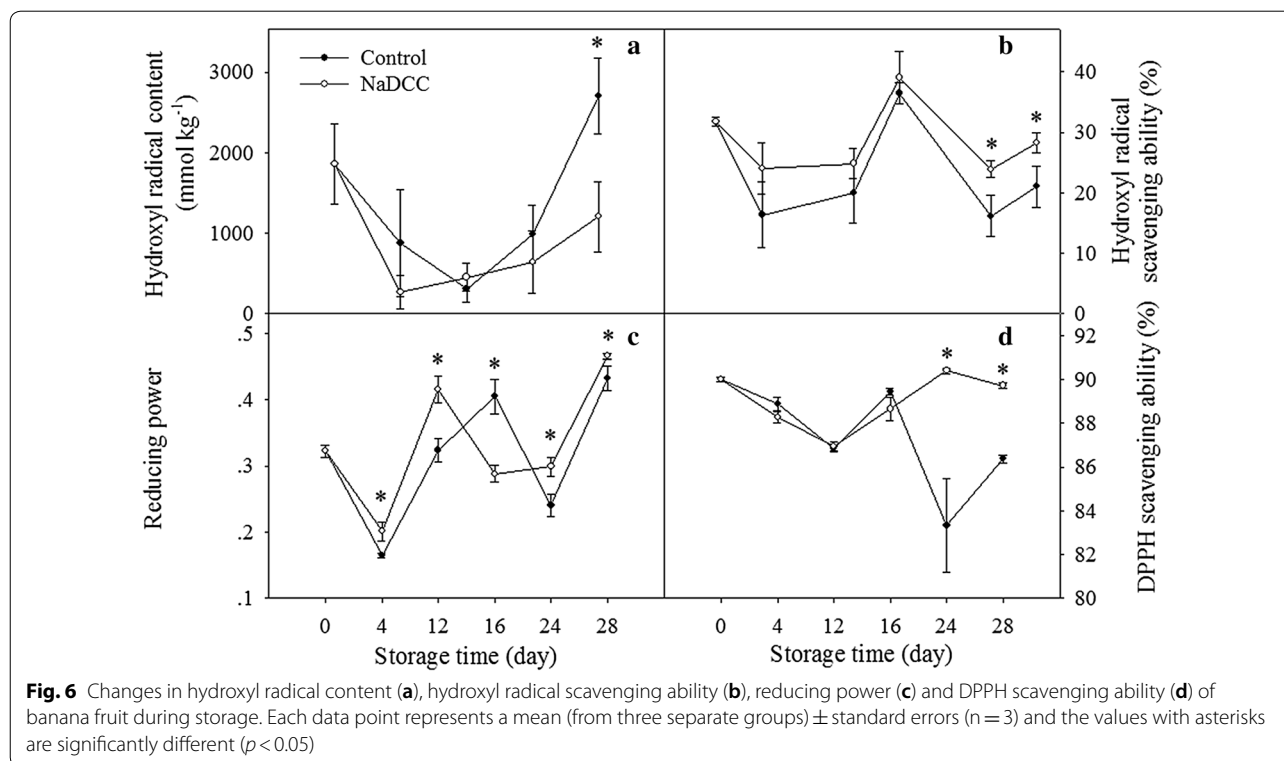 a
Control
NaDCC
*
3000
2000
1000
0
Hydroxyl radical content
(mmol kg-1)
b
*
*
40
30
20
10
0
Hydroxyl radical
scavenging ability (%)
c
*
*
*
*
*
.5
.4
.3
.2
.1
Reducing power
0 4 12 16 24 28
Storage time (day)
d
*
*
92
90
88
86
84
82
80
DPPH scavenging ability (%)
0 4 12 16 24 28
Storage time (day)
Fig. 6 Changes in hydroxyl radical content (a), hydroxyl radical scavenging ability (b), reducing power (c) and DPPH scavenging ability (d) of
banana fruit during storage. Each data point represents a mean (from three separate groups) ± standard errors (n = 3) and the values with asterisks
are significantly different (p < 0.05)